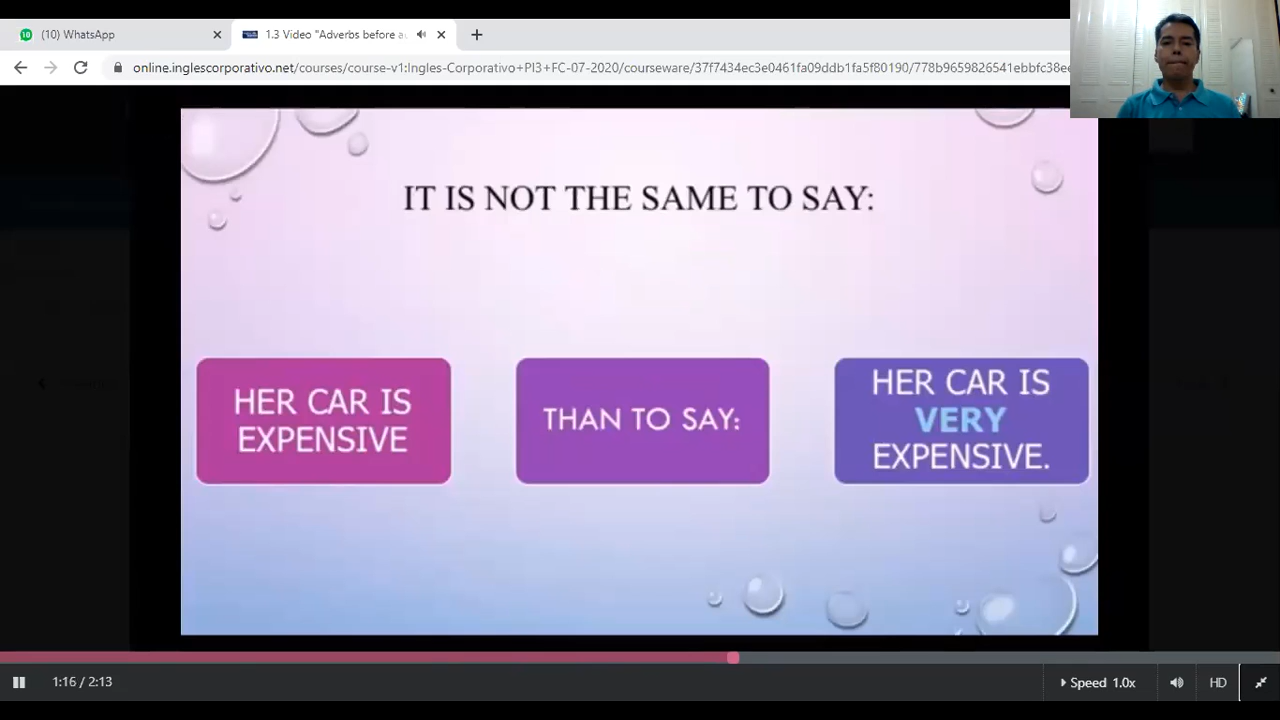 (10) WhatsApp
1.3 Video "Adverbs before
online.inglescorporativo.net/courses/course-v1:Ingles-Corporativo+PI3+FC-07-2020/courseware/37f7434ec3e0461fa09ddb1fa5f80190/778b9659826541ebbfc38e
IT IS NOT THE SAME TO SAY:
HER CAR IS
EXPENSIVE
THAN TO SAY:
HER CAR IS
VERY
EXPENSIVE.
1:16 / 2:13
Speed 1.0x
HD